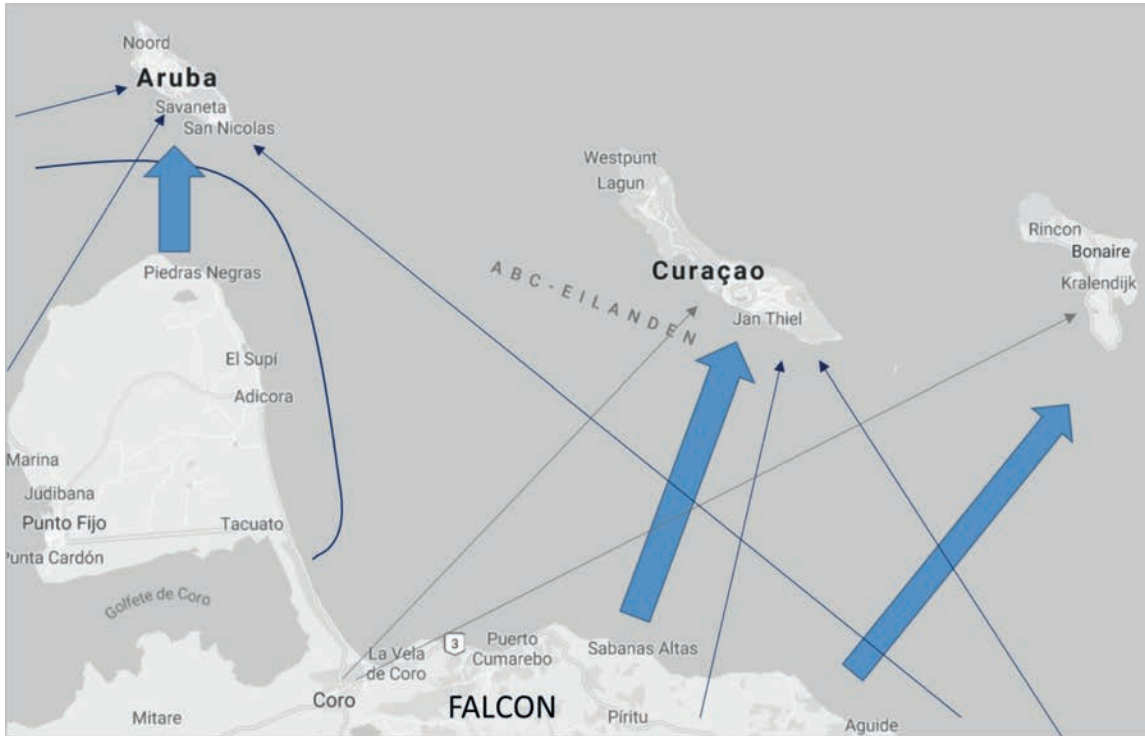 Noord
Aruba
Savaneta
San Nicolas
Westpunt
Lagun
Rincon
Bonaire
Kralendijk
Piedras Negras
ABC-EILANDEN
Curaçao
Jan Thiel
El Supí
Adicora
Marina
Judibana
Punto Fijo
Tacuato
Punta Cardón
Golfete de Coro
La Vela
de Coro
3
Puerto
Cumarebo
Sabanas Altas
Coro
FALCON
Mitare
Píritu
Aguide